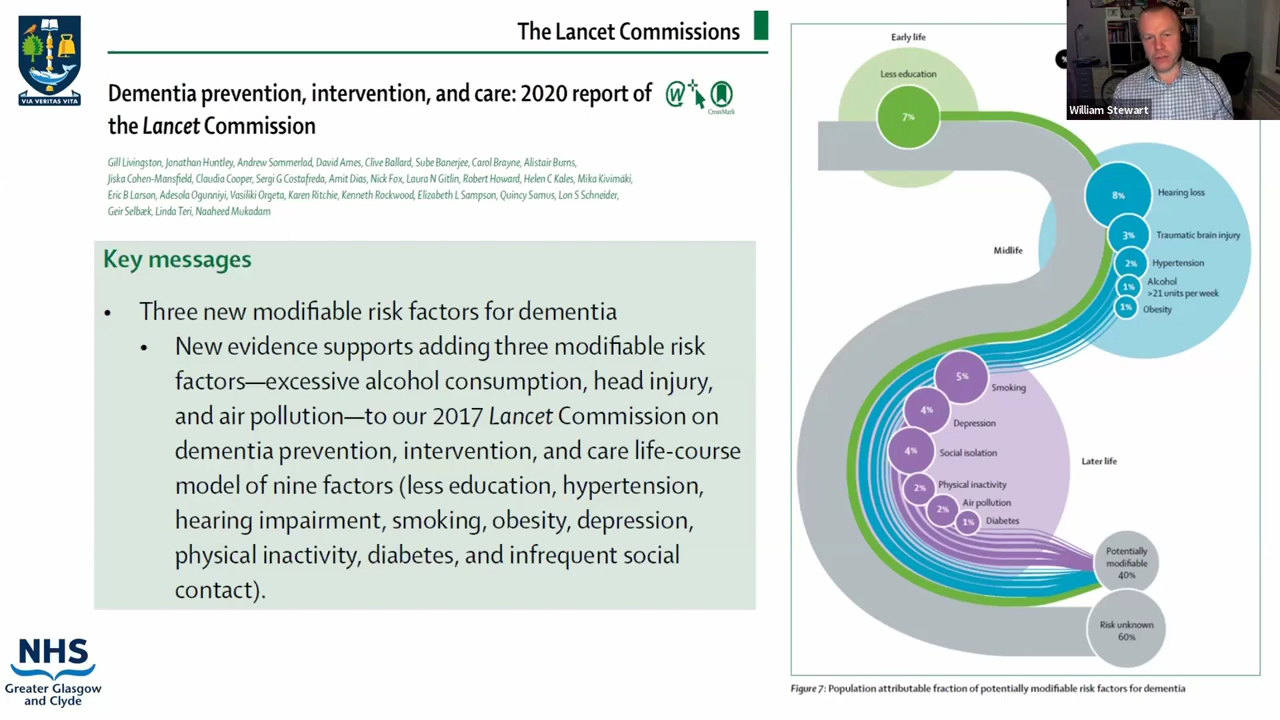 VIA VERITAS VITA
The Lancet Commissions
Dementia prevention, intervention, and care: 2020 report of
the Lancet Commission
CrossMark
Gill Livingston, Jonathan Huntley, Andrew Sommerlad, David Ames, Clive Ballard, Sube Banerjee, Carol Brayne, Alistair Burns,
Jiska Cohen-Mansfield, Claudia Cooper, Sergi G Costafreda, Amit Dias, Nick Fox, Laura N Gitlin, Robert Howard, Helen C Kales, Mika Kivimäki,
Eric B Larson, Adesola Ogunniyi, Vasiliki Orgeta, Karen Ritchie, Kenneth Rockwood, Elizabeth L Sampson, Quincy Samus, Lon S Schneider,
Geir Selbæk, Linda Teri, Naaheed Mukadam
Key messages
• Three new modifiable risk factors for dementia
• New evidence supports adding three modifiable risk
factors—excessive alcohol consumption, head injury,
and air pollution—to our 2017 Lancet Commission on
dementia prevention, intervention, and care life-course
model of nine factors (less education, hypertension,
hearing impairment, smoking, obesity, depression,
physical inactivity, diabetes, and infrequent social
contact).
NHS
Greater Glasgow
and Clyde
Early life
Less education
7%
8%
Hearing loss
3%
Traumatic brain injury
Midlife
2%
Hypertension
1%
Alcohol
>21 units per week
1%
Obesity
5%
Smoking
4%
Depression
4%
Social isolation
Later life
2%
Physical inactivity
2%
Air pollution
1%
Diabetes
Potentially
modifiable
40%
Risk unknown
60%
Figure 7: Population attributable fraction of potentially modifiable risk factors for dementia
William Stewart